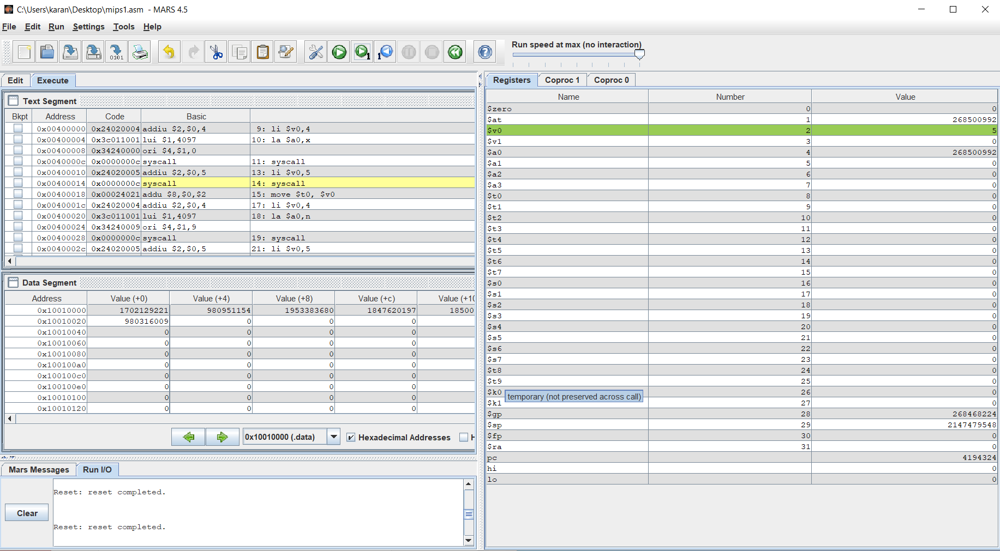 C:\Users\karan\Desktop\mips1.asm - MARS 4.5
File Edit Run Settings Tools Help
Run speed at max (no interaction)
Edit Execute
Text Segment
Bkpt Address Code Basic
0x00400000 0x24020004 addiu $2,$0,4 9: li $v0,4
0x00400004 0x3c011001 lui $1,4097 10: la $a0,x
0x00400008 0x34240000 ori $4,$1,0
0x0040000c 0x0000000c syscall 11: syscall
0x00400010 0x24020005 addiu $2,$0,5 13: li $v0,5
0x00400014 0x0000000c syscall 14: syscall
0x00400018 0x00024021 addu $8,$0,$2 15: move $t0, $v0
0x0040001c 0x24020004 addiu $2,$0,4 17: li $v0,4
0x00400020 0x3c011001 lui $1,4097 18: la $a0,n
0x00400024 0x34240009 ori $4,$1,9
0x00400028 0x0000000c syscall 19: syscall
0x0040002c 0x24020005 addiu $2,$0,5 21: li $v0,5
Data Segment
Address Value (+0) Value (+4) Value (+8) Value (+c) Value (+10
0x10010000 1702129221 980951154 1953383680 1847620197 18500
0x10010020 980316009 0 0 0
0x10010040 0 0 0 0
0x10010060 0 0 0 0
0x10010080 0 0 0 0
0x100100a0 0 0 0 0
0x100100c0 0 0 0 0
0x100100e0 0 0 0 0
0x10010100 0 0 0 0
0x10010120 0 0 0 0
0x10010000 (.data) Hexadecimal Addresses H
Mars Messages Run I/O
Clear
Reset: reset completed.
Reset: reset completed.
Registers Coproc 1 Coproc 0
Name Number Value
$zero 0 0
$at 1 268500992
$v0 2 5
$v1 3 0
$a0 4 268500992
$a1 5 0
$a2 6 0
$a3 7 0
$t0 8 0
$t1 9 0
$t2 10 0
$t3 11 0
$t4 12 0
$t5 13 0
$t6 14 0
$t7 15 0
$s0 16 0
$s1 17 0
$s2 18 0
$s3 19 0
$s4 20 0
$s5 21 0
$s6 22 0
$s7 23 0
$t8 24 0
$t9 25 0
$k0 26 0
temporary (not preserved across call)
$k1 27 0
$gp 28 268468224
$sp 29 2147479548
$fp 30 0
$ra 31 0
pc 4194324
hi 0
lo 0